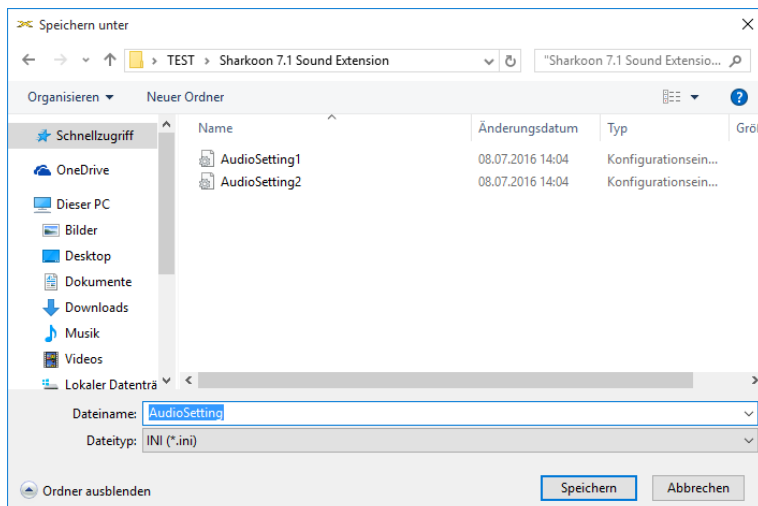 Speichern unter
TEST > Sharkoon 7.1 Sound Extension
"Sharkoon 7.1 Sound Extensio...
Organisieren
Neuer Ordner
Name
Änderungsdatum
Typ
Schnellzugriff
OneDrive
Dieser PC
Bilder
Desktop
Dokumente
Downloads
Musik
Videos
Lokaler Datenträ
AudioSetting1 08.07.2016 14:04 Konfigurationsein...
AudioSetting2 08.07.2016 14:04 Konfigurationsein...
Dateiname: AudioSetting
Dateityp: INI (*.ini)
Ordner ausblenden
Speichern
Abbrechen